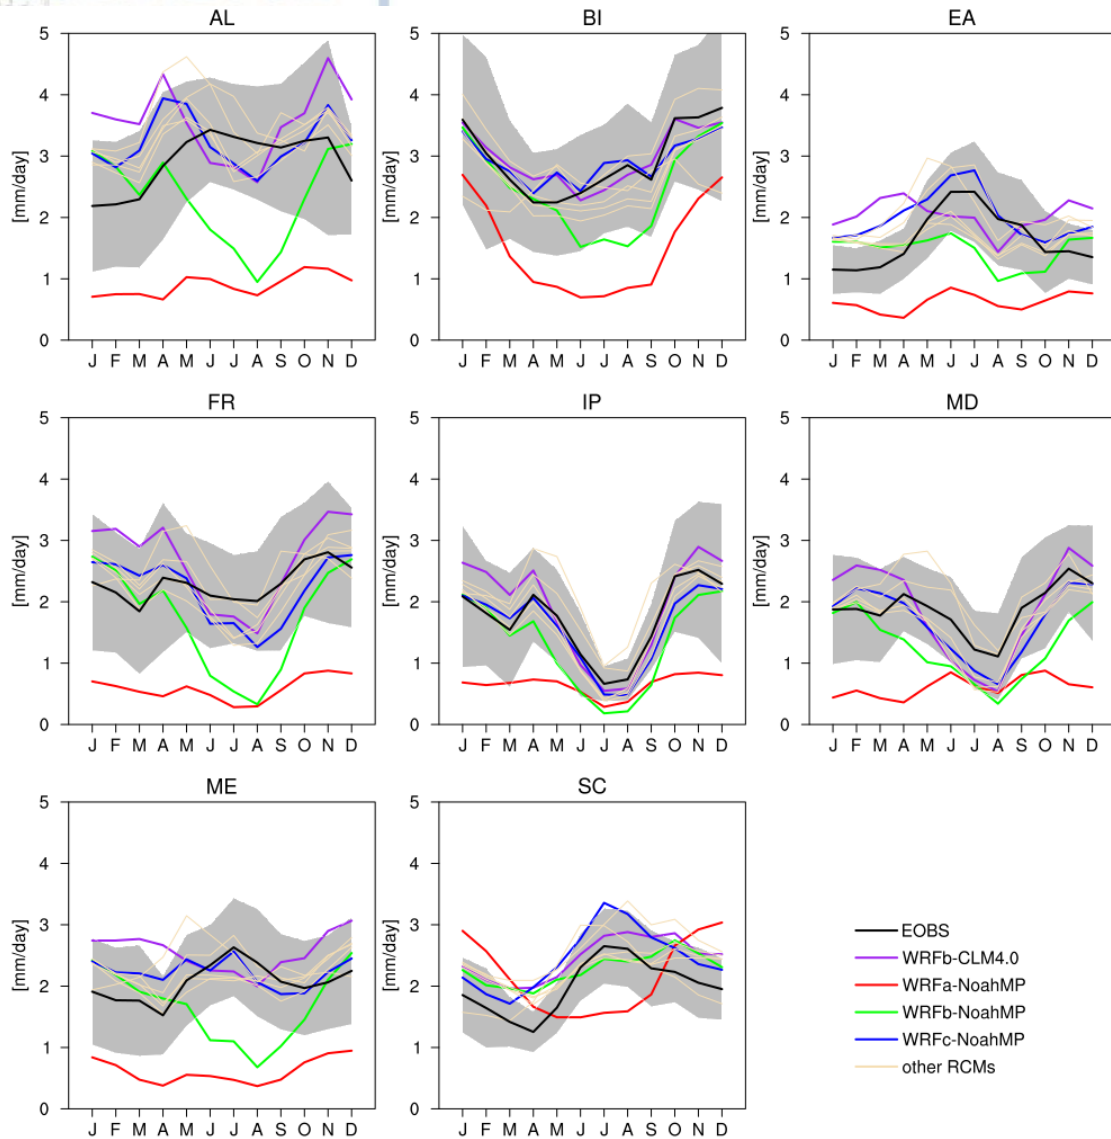 AL BI EA
[mm/day] 5 4 3 2 1 0
J F M A M J J A S O N D
[mm/day] 5 4 3 2 1 0
J F M A M J J A S O N D
[mm/day] 5 4 3 2 1 0
J F M A M J J A S O N D
FR IP MD
[mm/day] 5 4 3 2 1 0
J F M A M J J A S O N D
[mm/day] 5 4 3 2 1 0
J F M A M J J A S O N D
[mm/day] 5 4 3 2 1 0
J F M A M J J A S O N D
ME SC
[mm/day] 5 4 3 2 1 0
J F M A M J J A S O N D
[mm/day] 5 4 3 2 1 0
J F M A M J J A S O N D
EOBS
WRFb-CLM4.0
WRFa-NoahMP
WRFb-NoahMP
WRFc-NoahMP
other RCMs